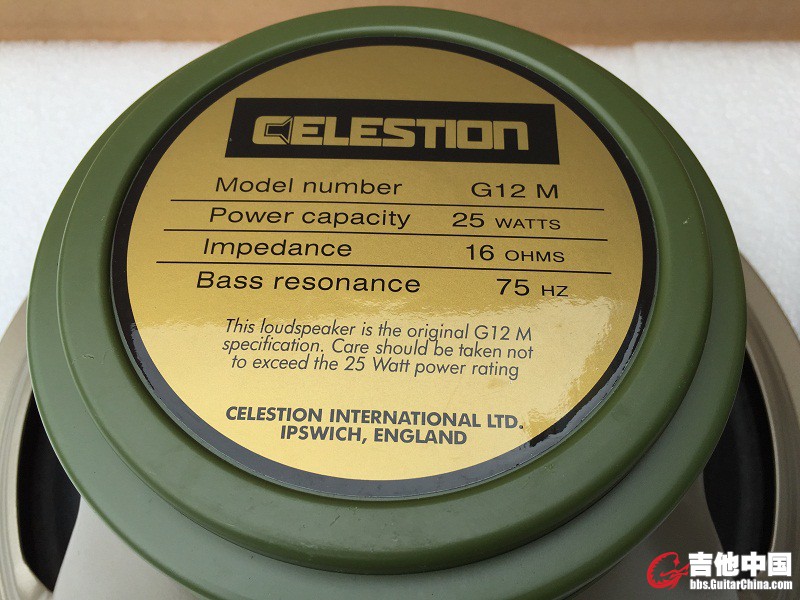 CELESTION
Model number G12 M
Power capacity 25 WATTS
Impedance 16 OHMS
Bass resonance 75 HZ
This loudspeaker is the original G12 M
specification. Care should be taken not
to exceed the 25 Watt power rating
CELESTION INTERNATIONAL LTD.
IPSWICH, ENGLAND
吉他中国
bbs.GuitarChina.com